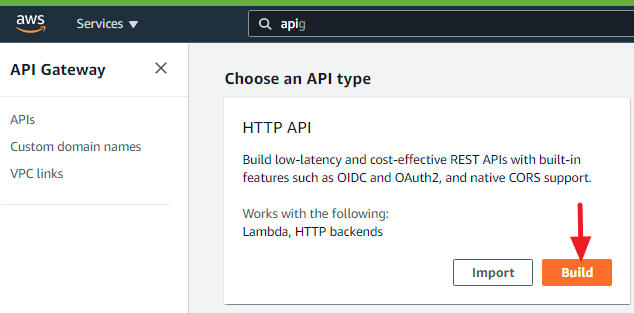 aws
Services
apig
API Gateway
Choose an API type
APIs
Custom domain names
VPC links
HTTP API
Build low-latency and cost-effective REST APIs with built-in
features such as OIDC and OAuth2, and native CORS support.
Works with the following:
Lambda, HTTP backends
Import
Build